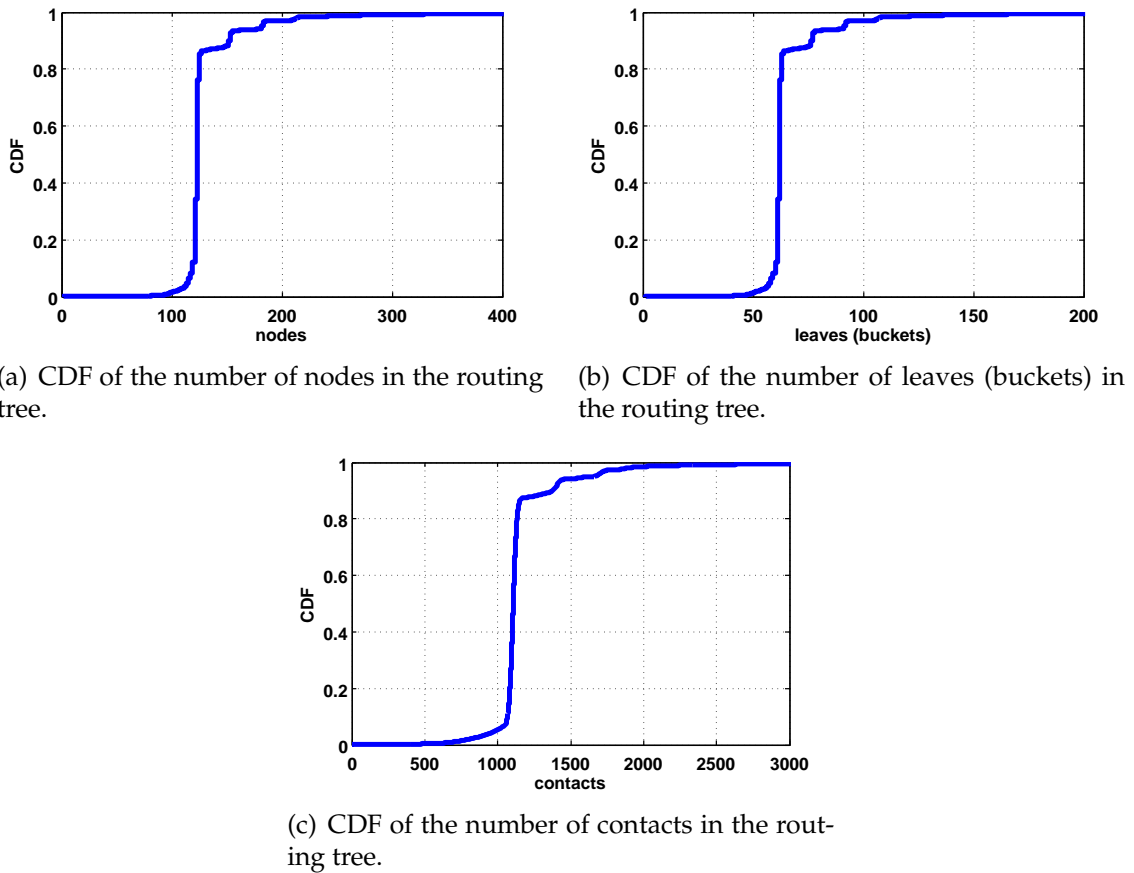 1
0.8
0.6
0.4
0.2
0
CDF
0 100 200 300 400
nodes
(a) CDF of the number of nodes in the routing
tree.
1
0.8
0.6
0.4
0.2
0
CDF
0 50 100 150 200
leaves (buckets)
(b) CDF of the number of leaves (buckets) in
the routing tree.
1
0.8
0.6
0.4
0.2
0
CDF
0 500 1000 1500 2000 2500 3000
contacts
(c) CDF of the number of contacts in the rout-
ing tree.